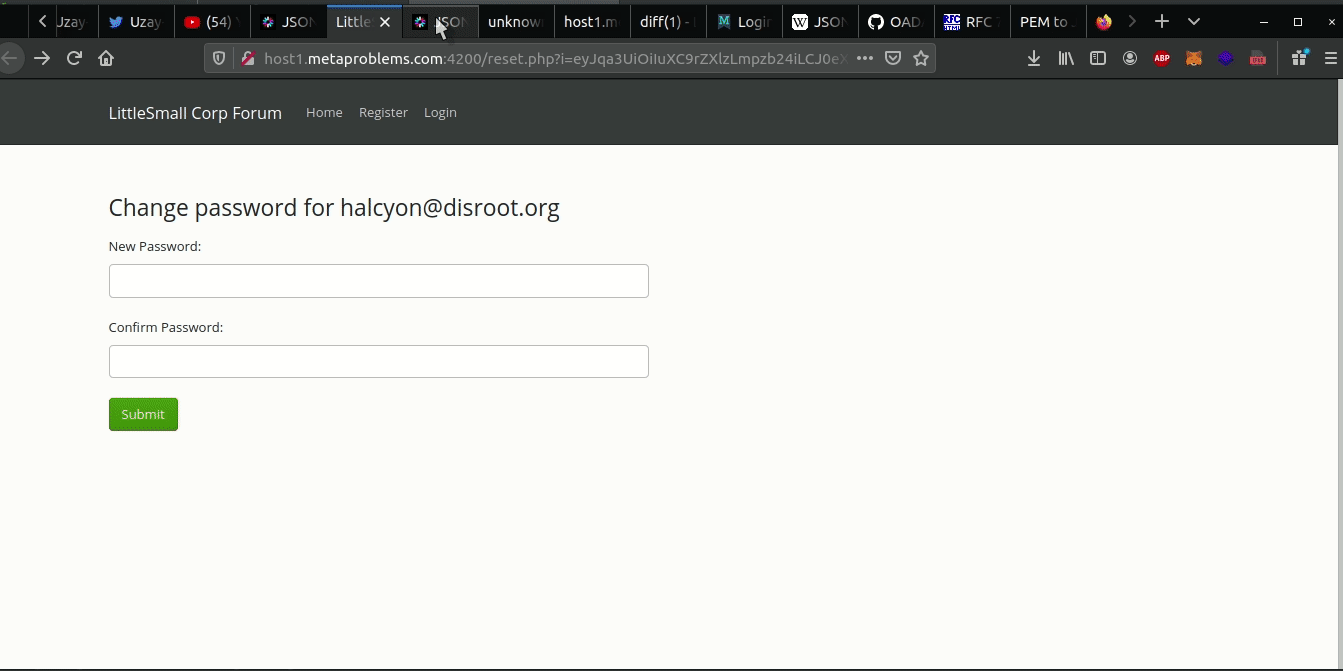 Uzay
Uzay
(54)
JSON
Little
JSON
unknow
host1.m
diff(1) -
Login
JSON
OAD
RFC 7
PEM to
host1.metaproblems.com:4200/reset.php?i=eyJqa3UiOiIuXC9rZXlzLmpzb24iLCJ0eX
ABP
LittleSmall Corp Forum Home Register Login
Change password for halcyon@disroot.org
New Password:
Confirm Password:
Submit